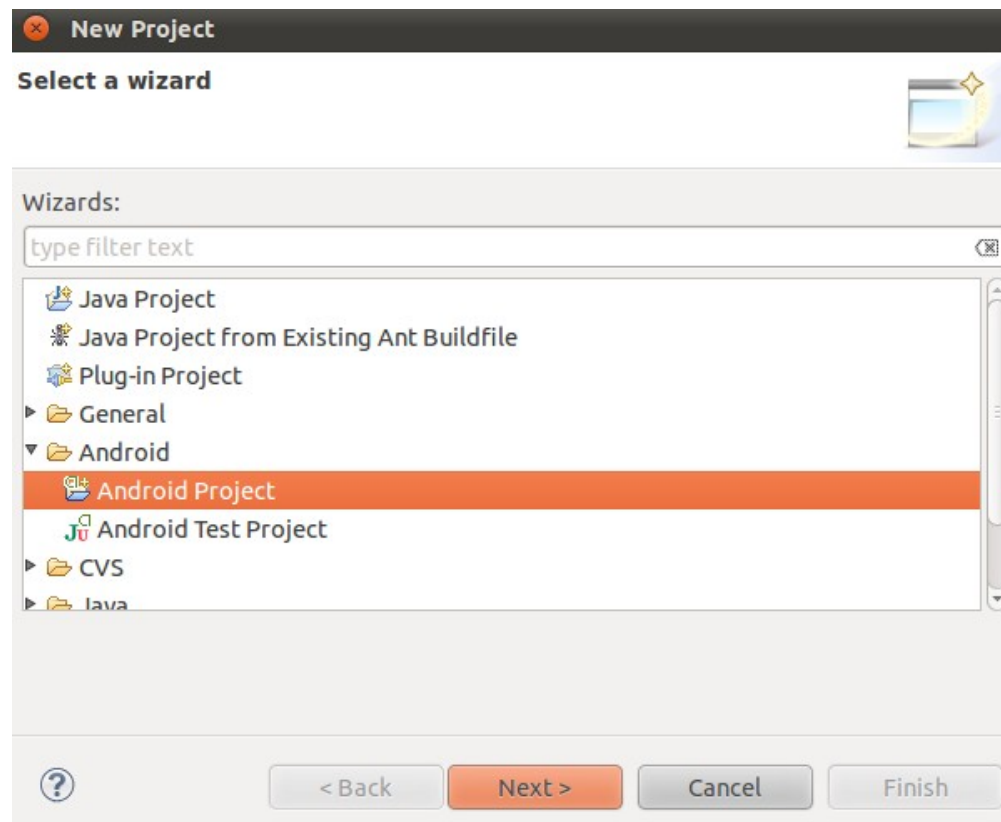 New Project
Select a wizard
Wizards:
type filter text
Java Project
Java Project from Existing Ant Buildfile
Plug-in Project
General
Android
Android Project
Android Test Project
CVS
Java
< Back Next > Cancel Finish